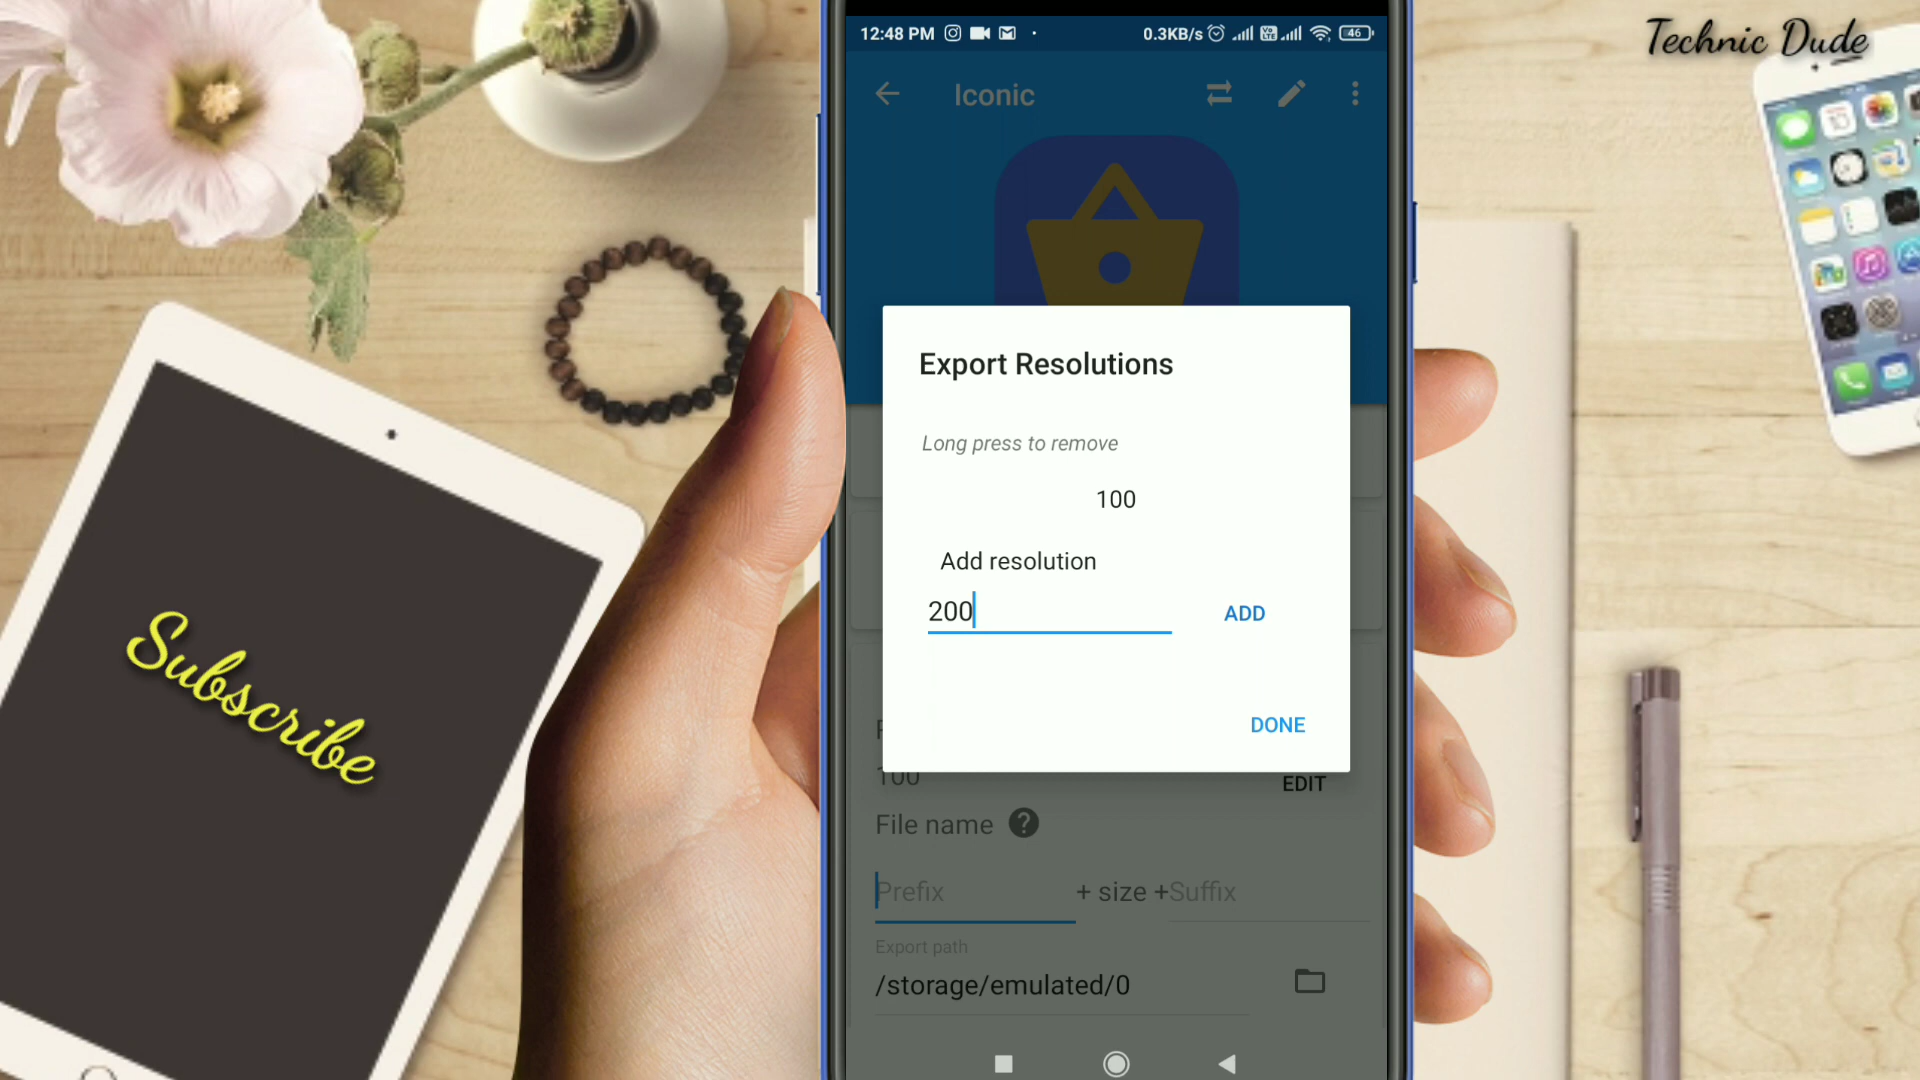 Technic Dude
12:48 PM
0.3KB/s
46
Iconic
Export Resolutions
Long press to remove
100
Add resolution
200
ADD
DONE
100
EDIT
File name ?
Prefix + size + Suffix
Export path
/storage/emulated/0
Subscribe